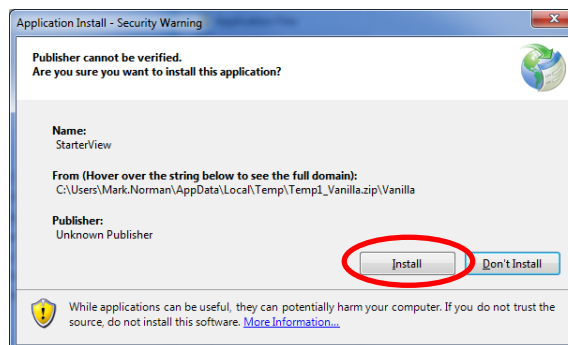 Application Install - Security Warning
Publisher cannot be verified.
Are you sure you want to install this application?
Name:
StarterView
From (Hover over the string below to see the full domain):
C:\Users\Mark.Norman\AppData\Local\Temp\Temp1_Vanilla.zip\Vanilla
Publisher:
Unknown Publisher
Install
Don't Install
While applications can be useful, they can potentially harm your computer. If you do not trust the
source, do not install this software. More Information...